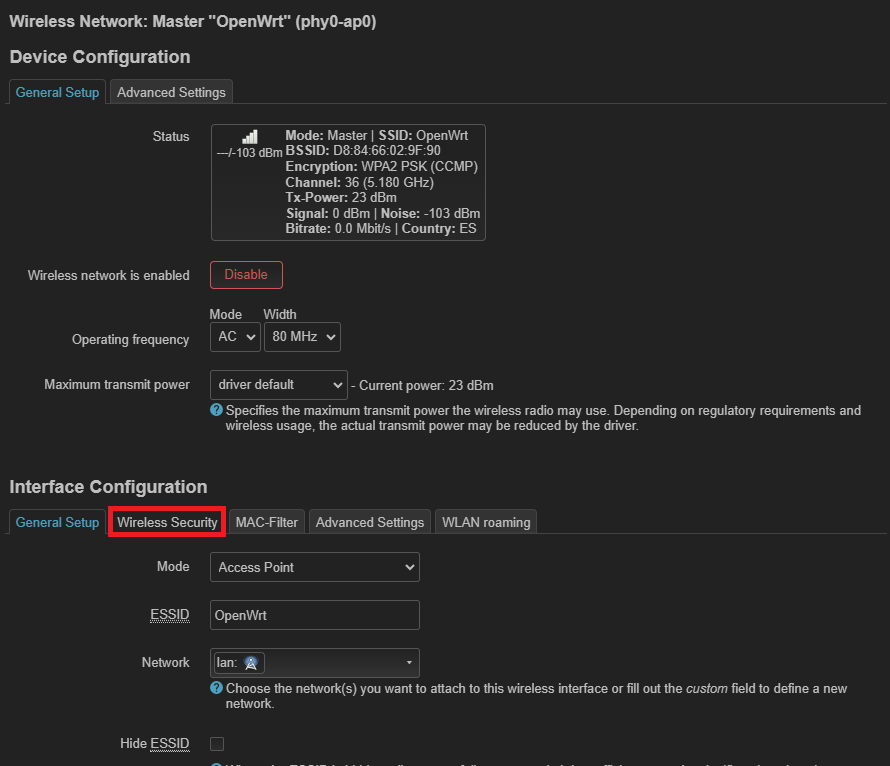 Wireless Network: Master "OpenWrt" (phy0-ap0)
Device Configuration
General Setup Advanced Settings
Status
---/-103 dBm
Mode: Master | SSID: OpenWrt
BSSID: D8:84:66:02:9F:90
Encryption: WPA2 PSK (CCMP)
Channel: 36 (5.180 GHz)
Tx-Power: 23 dBm
Signal: 0 dBm | Noise: -103 dBm
Bitrate: 0.0 Mbit/s | Country: ES
Wireless network is enabled Disable
Mode Width
Operating frequency AC 80 MHz
Maximum transmit power driver default - Current power: 23 dBm
Specifies the maximum transmit power the wireless radio may use. Depending on regulatory requirements and
wireless usage, the actual transmit power may be reduced by the driver.
Interface Configuration
General Setup Wireless Security MAC-Filter Advanced Settings WLAN roaming
Mode Access Point
ESSID OpenWrt
Network lan:
Choose the network(s) you want to attach to this wireless interface or fill out the custom field to define a new
network.
Hide ESSID